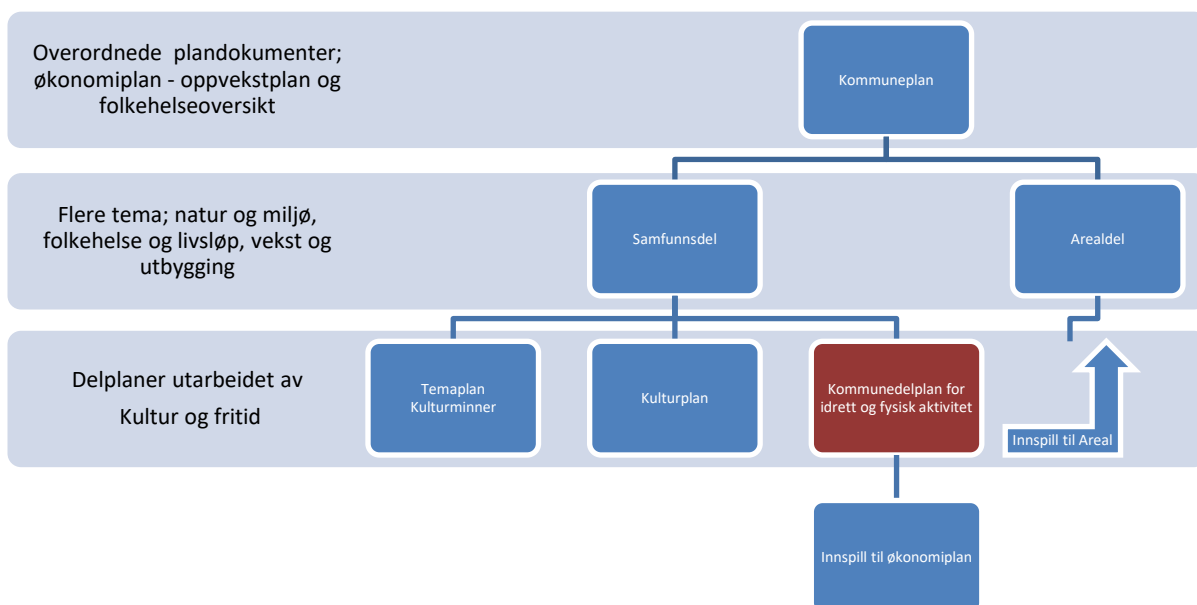 Overordnede plandokumenter;
økonomiplan - oppvekstplan og
folkehelseoversikt
Kommuneplan
Flere tema; natur og miljø,
folkehelse og livsløp, vekst og
utbygging
Samfunnsdel
Arealdel
Delplaner utarbeidet av
Kultur og fritid
Temaplan
Kulturminner
Kulturplan
Kommunedelplan for
idrett og fysisk aktivitet
Innspill til Areal
Innspill til økonomiplan